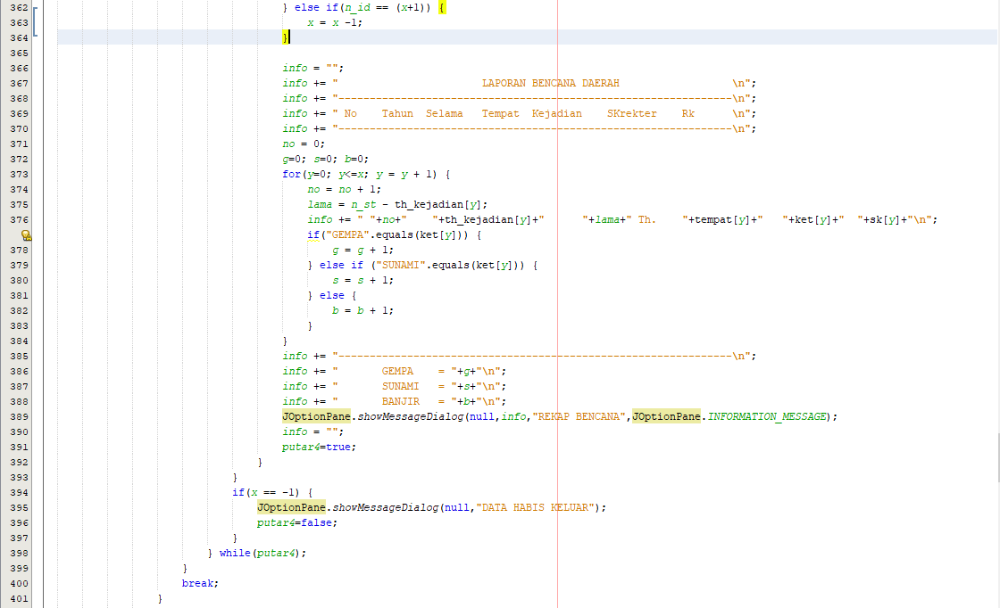 362 } else if(n_id == (x+1)) {
363 x = x -1;
364 }
365
366 info = "";
367 info += "                       LAPORAN BENCANA DAERAH                  \n";
368 info += "---------------------------------------------------------------\n";
369 info += " No    Tahun  Selama   Tempat  Kejadian    SKrekter    Rk      \n";
370 info += "---------------------------------------------------------------\n";
371 no = 0;
372 g=0; s=0; b=0;
373 for(y=0; y<=x; y = y + 1) {
374 no = no + 1;
375 lama = n_st - th_kejadian[y];
376 info += " "+no+"    "+th_kejadian[y]+"      "+lama+" Th.    "+tempat[y]+"   "+ket[y]+"  "+sk[y]+"\n";
if("GEMPA".equals(ket[y])) {
378 g = g + 1;
379 } else if ("SUNAMI".equals(ket[y])) {
380 s = s + 1;
381 } else {
382 b = b + 1;
383 }
384 }
385 info += "---------------------------------------------------------------\n";
386 info += "       GEMPA    = "+g+"\n";
387 info += "       SUNAMI   = "+s+"\n";
388 info += "       BANJIR   = "+b+"\n";
389 JOptionPane.showMessageDialog(null,info,"REKAP BENCANA",JOptionPane.INFORMATION_MESSAGE);
390 info = "";
391 putar4=true;
392 }
393 }
394 if(x == -1) {
395 JOptionPane.showMessageDialog(null,"DATA HABIS KELUAR");
396 putar4=false;
397 }
398 } while(putar4);
399 }
400 break;
401 }